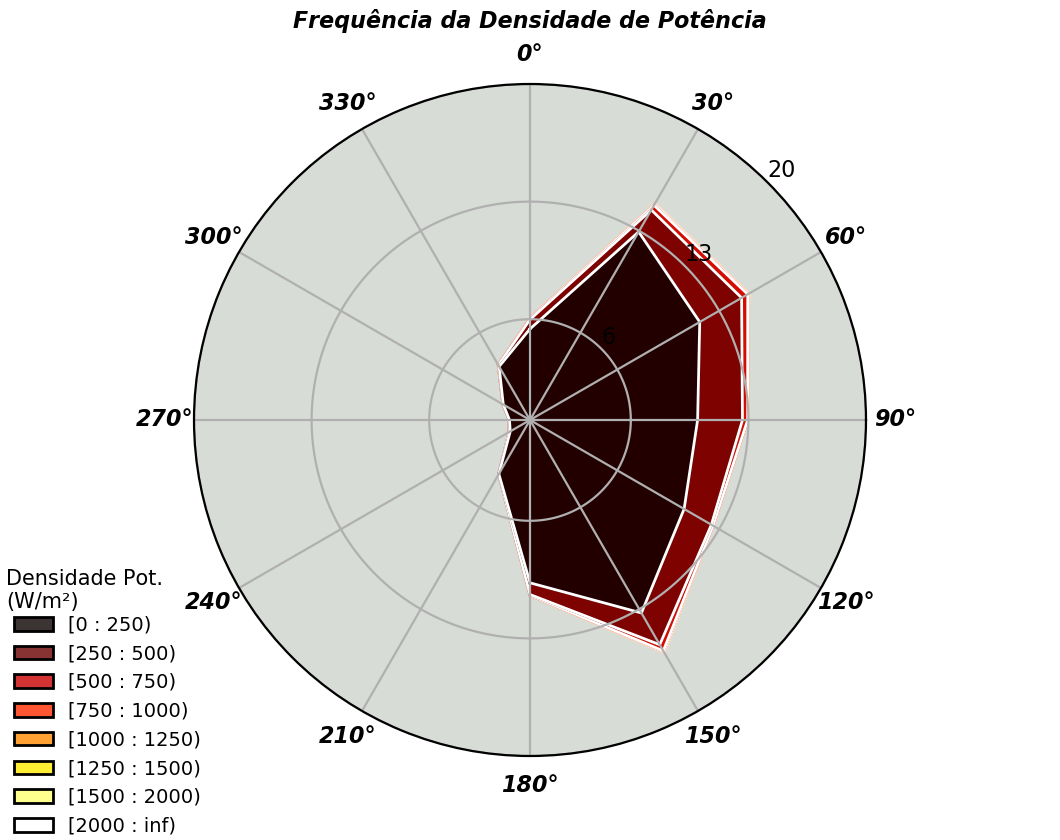 Frequência da Densidade de Potência
0°
330°
30°
20
300°
60°
13
6
270°
90°
240°
120°
210°
150°
180°
Densidade Pot.
(W/m²)
[0 : 250)
[250 : 500)
[500 : 750)
[750 : 1000)
[1000 : 1250)
[1250 : 1500)
[1500 : 2000)
[2000 : inf)